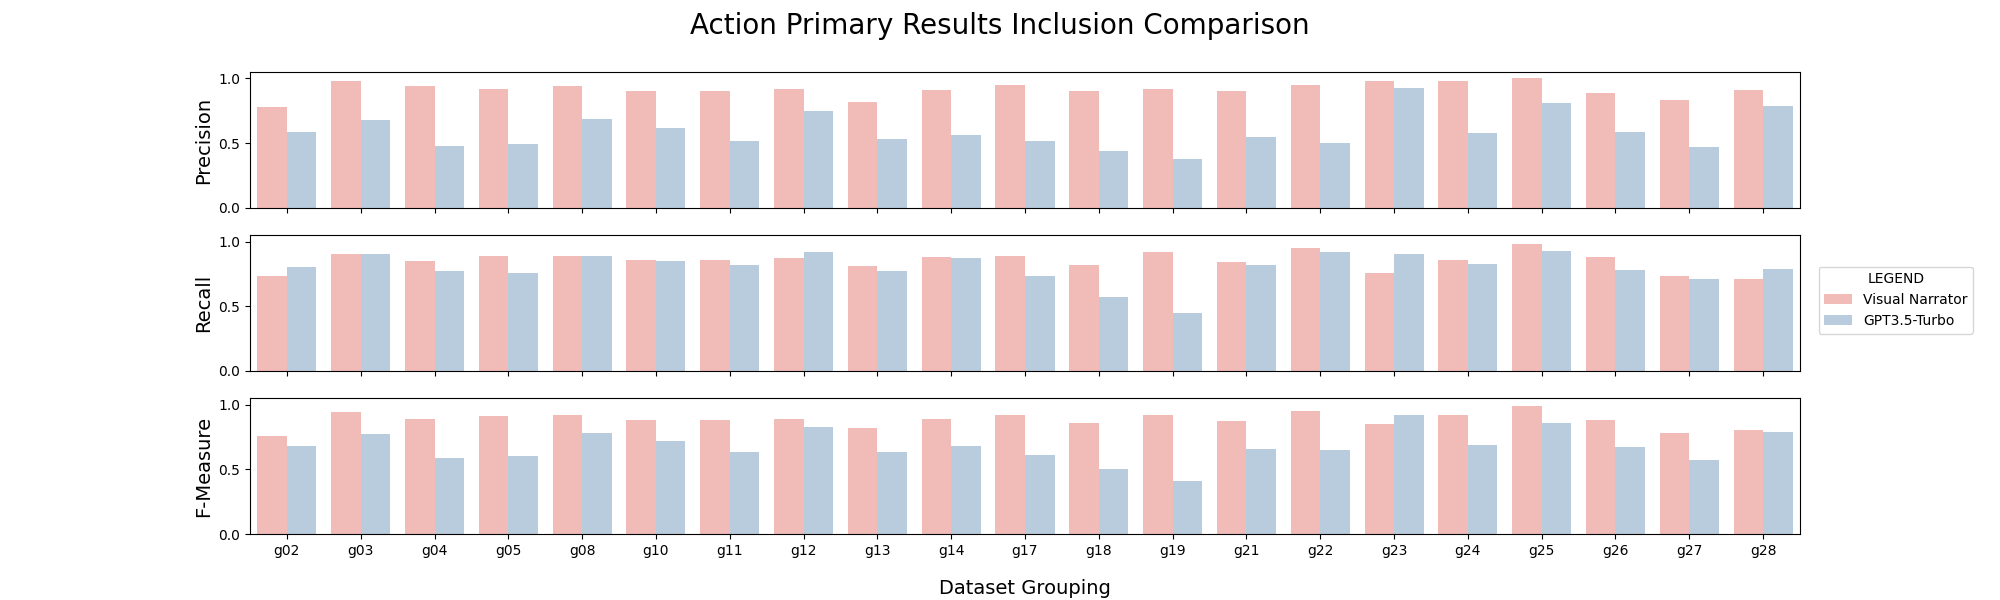 Action Primary Results Inclusion Comparison
Precision
1.0
0.5
0.0
Recall
1.0
0.5
0.0
F-Measure
1.0
0.5
0.0
g02 g03 g04 g05 g08 g10 g11 g12 g13 g14 g17 g18 g19 g21 g22 g23 g24 g25 g26 g27 g28
Dataset Grouping
LEGEND
Visual Narrator
GPT3.5-Turbo